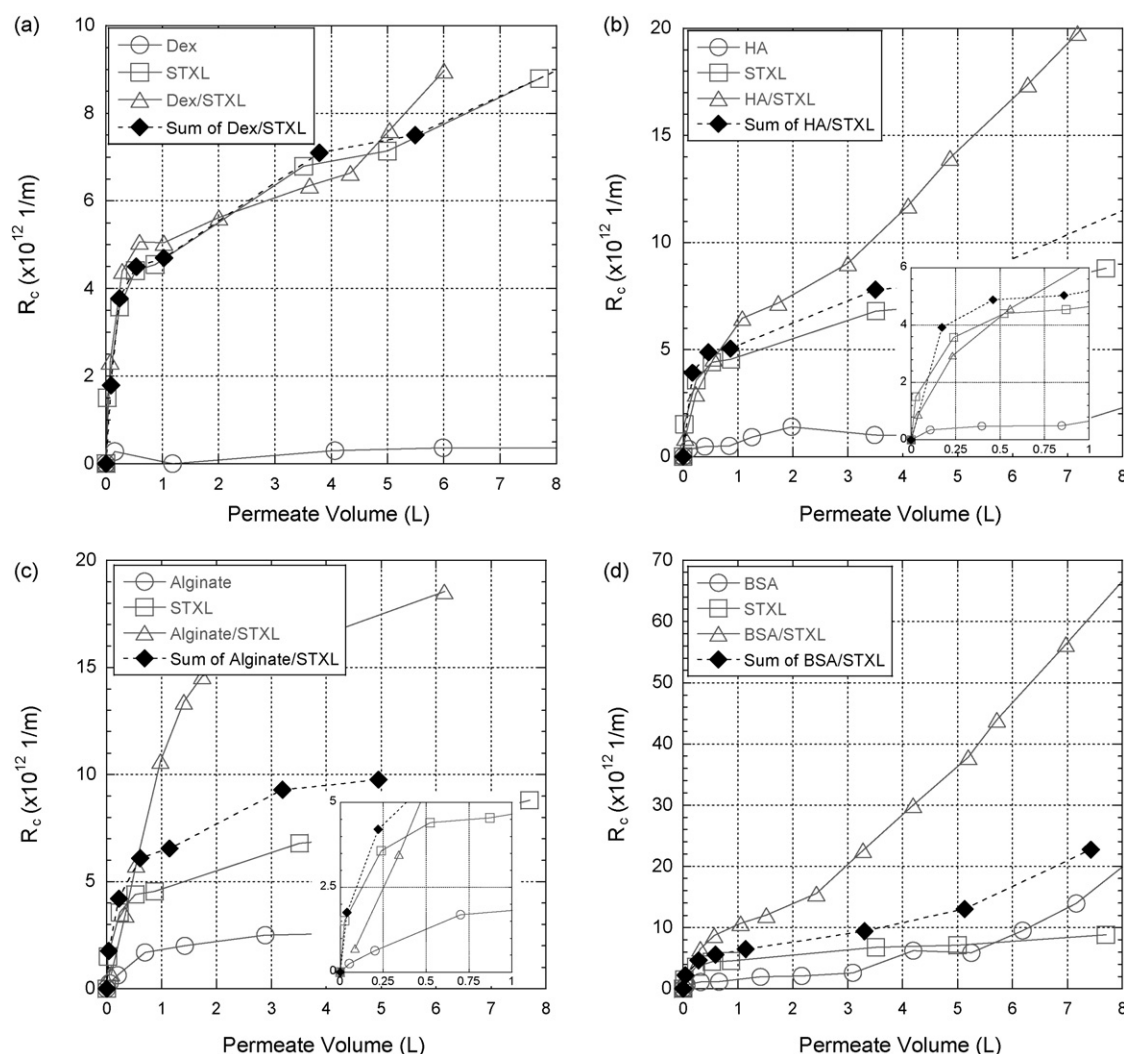 (a)
10
8
6
4
2
0
R_c (x10^12 1/m)
Dex
STXL
Dex/STXL
Sum of Dex/STXL
0 1 2 3 4 5 6 7 8
Permeate Volume (L)
(b)
20
15
10
5
0
R_c (x10^12 1/m)
HA
STXL
HA/STXL
Sum of HA/STXL
6
4
2
0
0 0.25 0.5 0.75 1
0 1 2 3 4 5 6 7 8
Permeate Volume (L)
(c)
20
15
10
5
0
R_c (x10^12 1/m)
Alginate
STXL
Alginate/STXL
Sum of Alginate/STXL
5
2.5
0
0 0.25 0.5 0.75 1
0 1 2 3 4 5 6 7 8
Permeate Volume (L)
(d)
70
60
50
40
30
20
10
0
R_c (x10^12 1/m)
BSA
STXL
BSA/STXL
Sum of BSA/STXL
0 1 2 3 4 5 6 7 8
Permeate Volume (L)